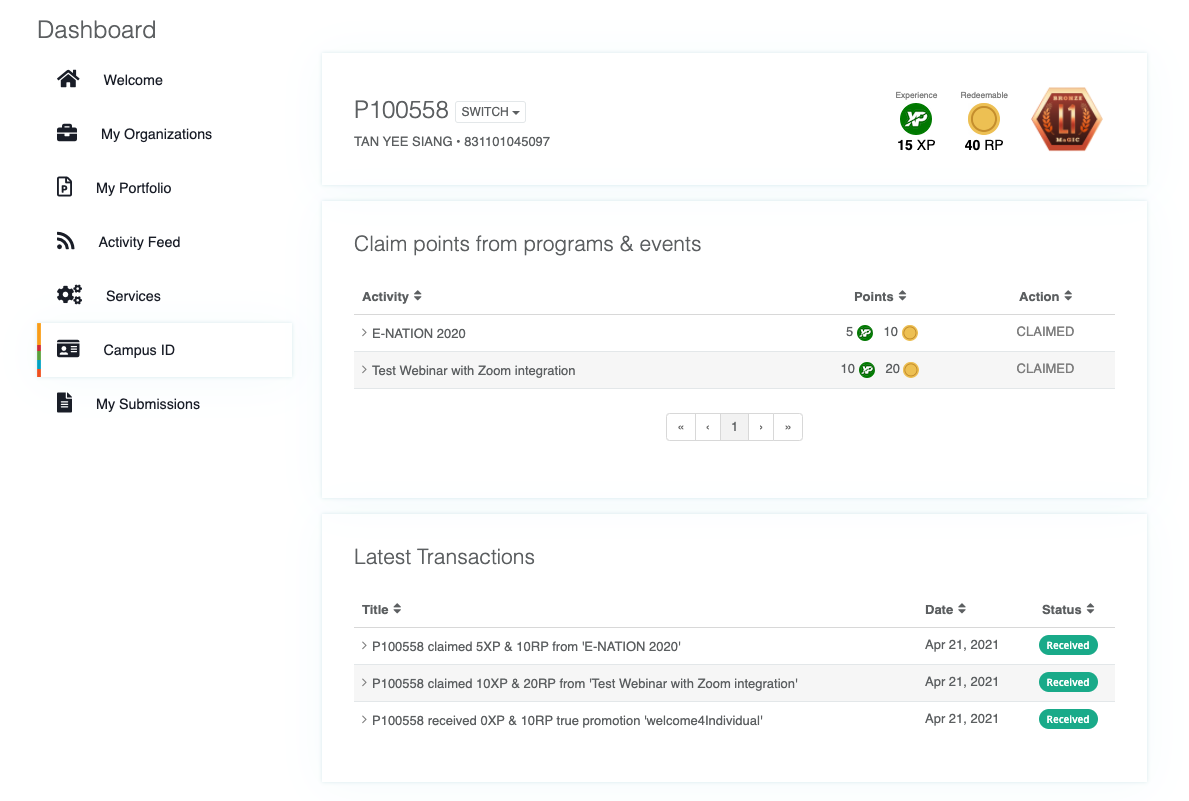 Dashboard
Welcome
My Organizations
My Portfolio
Activity Feed
Services
Campus ID
My Submissions
P100558 SWITCH
TAN YEE SIANG • 831101045097
Experience
XP
15 XP
Redeemable
40 RP
BRONZE
L1
MaGIC
Claim points from programs & events
Activity Points Action
E-NATION 2020 5 XP 10 CLAIMED
Test Webinar with Zoom integration 10 XP 20 CLAIMED
« ‹ 1 › »
Latest Transactions
Title Date Status
P100558 claimed 5XP & 10RP from 'E-NATION 2020' Apr 21, 2021 Received
P100558 claimed 10XP & 20RP from 'Test Webinar with Zoom integration' Apr 21, 2021 Received
P100558 received 0XP & 10RP true promotion 'welcome4Individual' Apr 21, 2021 Received